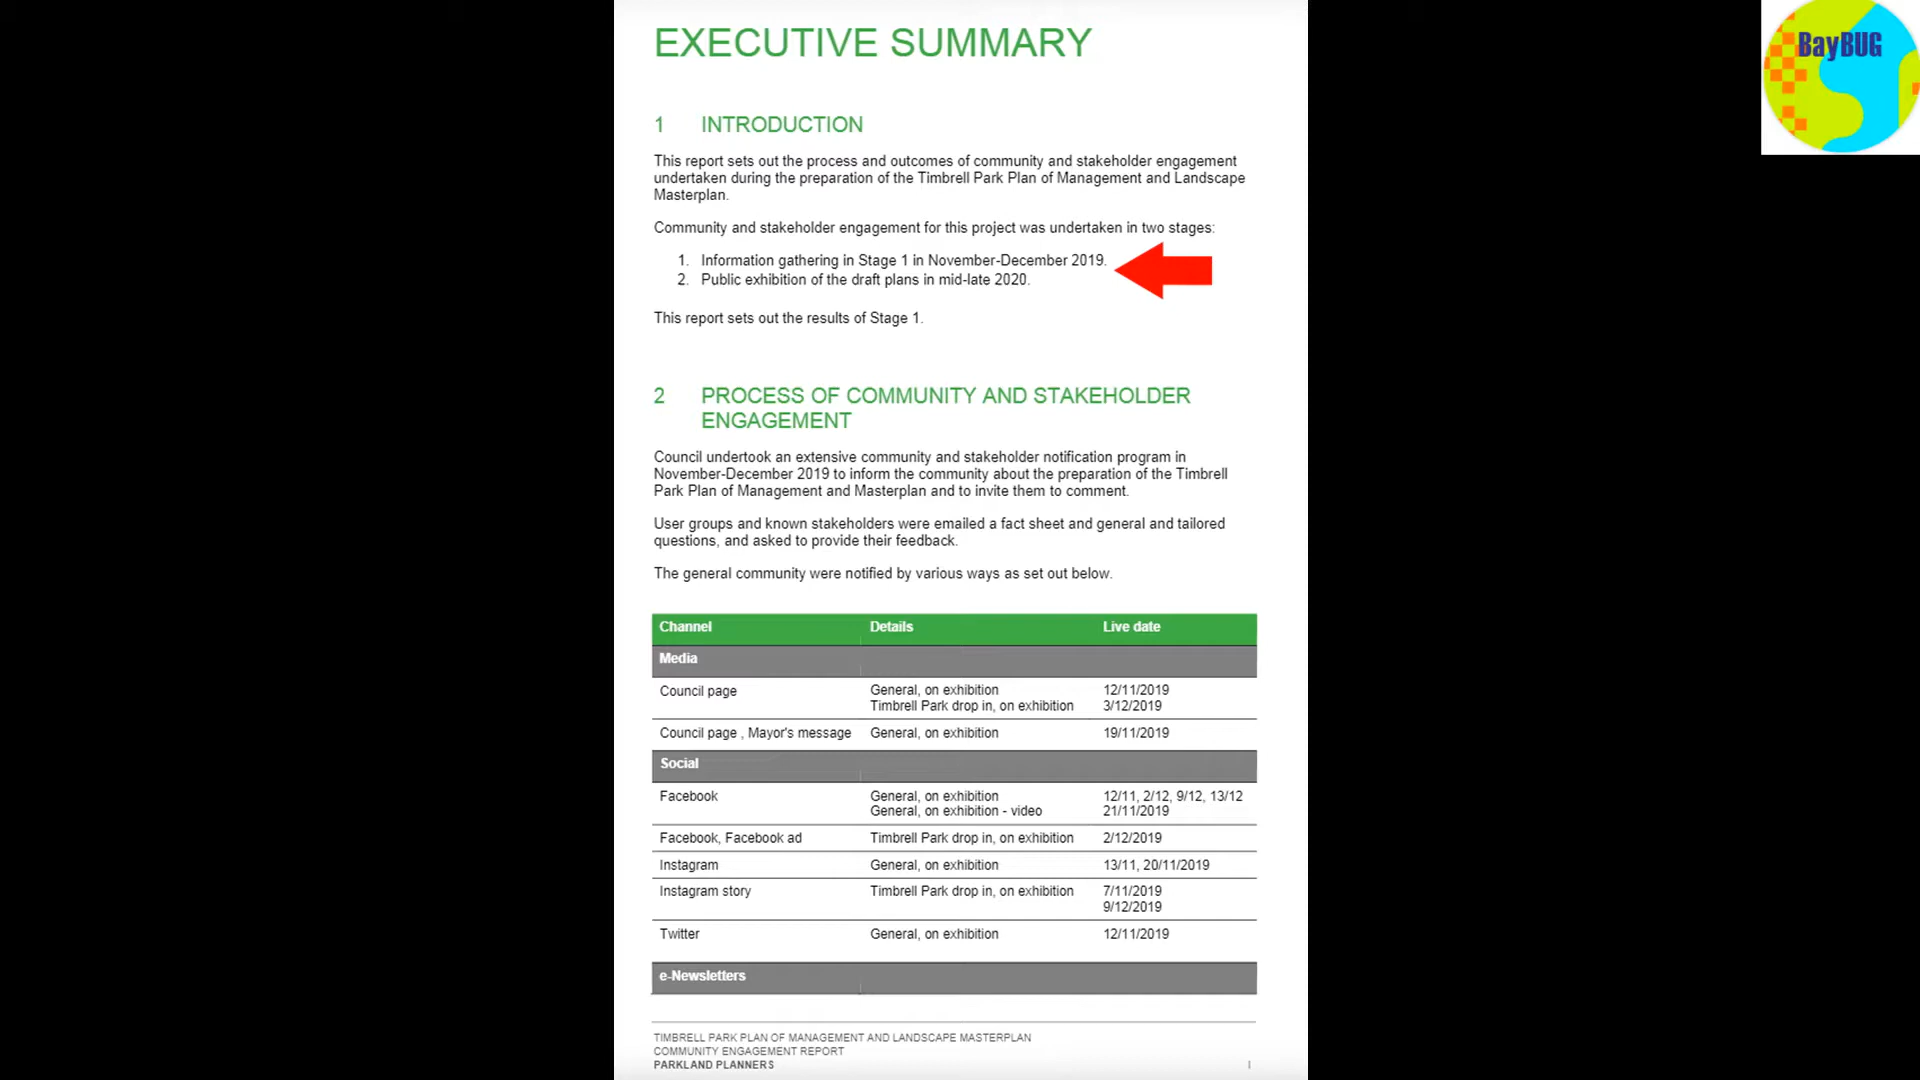 BayBUG
EXECUTIVE SUMMARY
1 INTRODUCTION
This report sets out the process and outcomes of community and stakeholder engagement
undertaken during the preparation of the Timbrell Park Plan of Management and Landscape
Masterplan.
Community and stakeholder engagement for this project was undertaken in two stages:
1. Information gathering in Stage 1 in November-December 2019.
2. Public exhibition of the draft plans in mid-late 2020.
This report sets out the results of Stage 1.
2 PROCESS OF COMMUNITY AND STAKEHOLDER
ENGAGEMENT
Council undertook an extensive community and stakeholder notification program in
November-December 2019 to inform the community about the preparation of the Timbrell
Park Plan of Management and Masterplan and to invite them to comment.
User groups and known stakeholders were emailed a fact sheet and general and tailored
questions, and asked to provide their feedback.
The general community were notified by various ways as set out below.
Channel Details Live date
Media
Council page General, on exhibition 12/11/2019
Timbrell Park drop in, on exhibition 3/12/2019
Council page , Mayor's message General, on exhibition 19/11/2019
Social
Facebook General, on exhibition 12/11, 2/12, 9/12, 13/12
General, on exhibition - video 21/11/2019
Facebook, Facebook ad Timbrell Park drop in, on exhibition 2/12/2019
Instagram General, on exhibition 13/11, 20/11/2019
Instagram story Timbrell Park drop in, on exhibition 7/11/2019
9/12/2019
Twitter General, on exhibition 12/11/2019
e-Newsletters
TIMBRELL PARK PLAN OF MANAGEMENT AND LANDSCAPE MASTERPLAN
COMMUNITY ENGAGEMENT REPORT
PARKLAND PLANNERS I